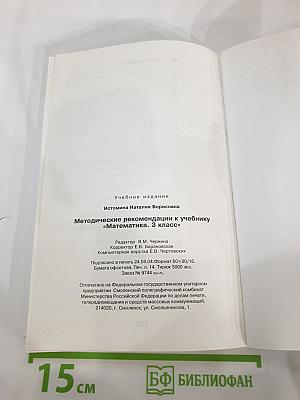 Учебное издание
Истомина Наталия Борисовна
Методические рекомендации к учебнику
«Математика. 3 класс»
Редактор В.М. Чернина
Корректор Е.В. Барановская
Компьютерная верстка Е.В. Чертовских
Подписано в печать 24.09.04. Формат 60×90/16.
Бумага офсетная. Печ. л. 14. Тираж 5000 экз.
Заказ № 9744
Отпечатано на Федеральном государственном унитарном
предприятии Смоленский полиграфический комбинат
Министерства Российской Федерации по делам печати,
телерадиовещания и средств массовых коммуникаций.
214020, г. Смоленск, ул. Смольянинова, 1.
15 см
БФ БИБЛИОФАН